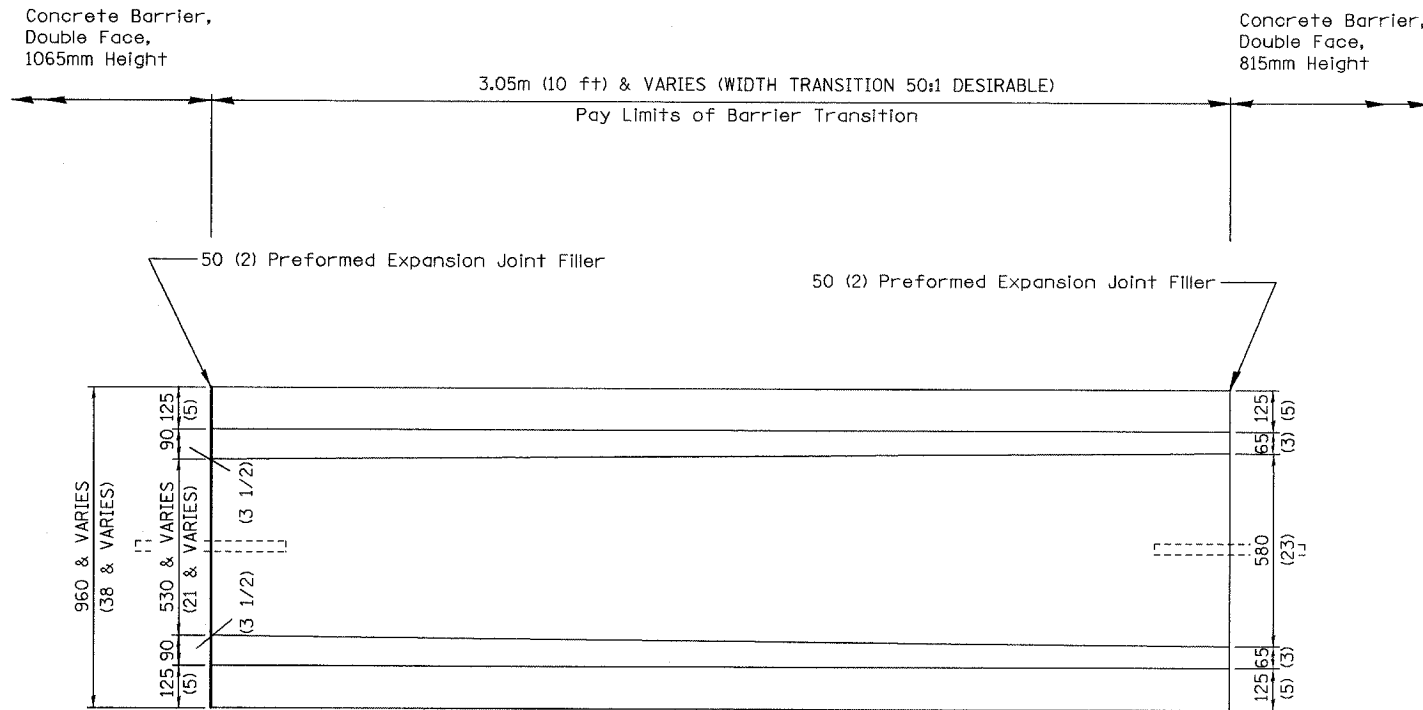 Concrete Barrier,
Double Face,
1065mm Height
Concrete Barrier,
Double Face,
815mm Height
3.05m (10 ft) & VARIES (WIDTH TRANSITION 50:1 DESIRABLE)
Pay Limits of Barrier Transition
50 (2) Preformed Expansion Joint Filler
50 (2) Preformed Expansion Joint Filler
960 & VARIES
(38 & VARIES)
125
(5)
90
(3 1/2)
530 & VARIES
(21 & VARIES)
(3 1/2)
90
125
(5)
125
(5)
65
(3)
580
(23)
65
(3)
125
(5)